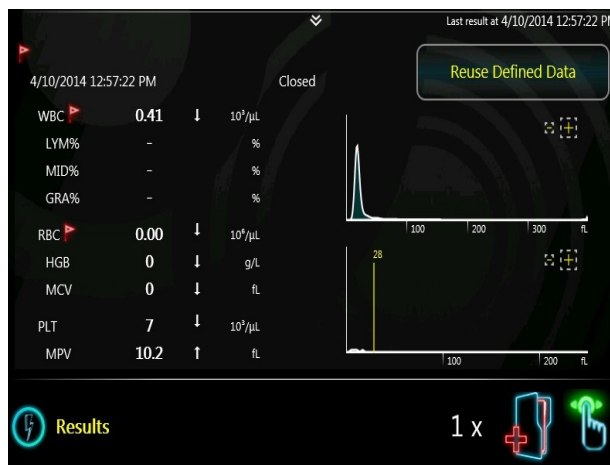 Last result at 4/10/2014 12:57:22 PM
4/10/2014 12:57:22 PM Closed
Reuse Defined Data
WBC 0.41 ↓ 10³/µL
LYM% - %
MID% - %
GRA% - %
RBC 0.00 ↓ 10⁶/µL
HGB 0 ↓ g/L
MCV 0 ↓ fL
PLT 7 ↓ 10³/µL
MPV 10.2 ↑ fL
100 200 300 fL
28
100 200 fL
Results
1 x